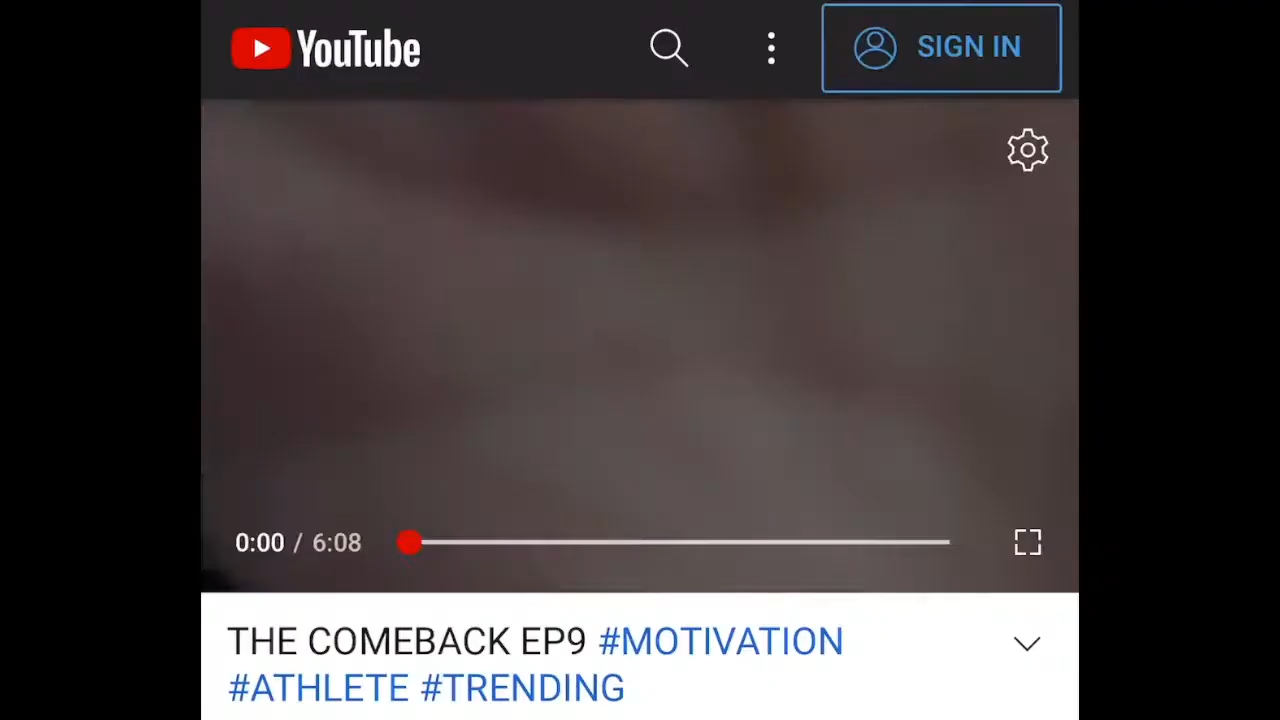 YouTube
SIGN IN
0:00 / 6:08
THE COMEBACK EP9 #MOTIVATION
#ATHLETE #TRENDING